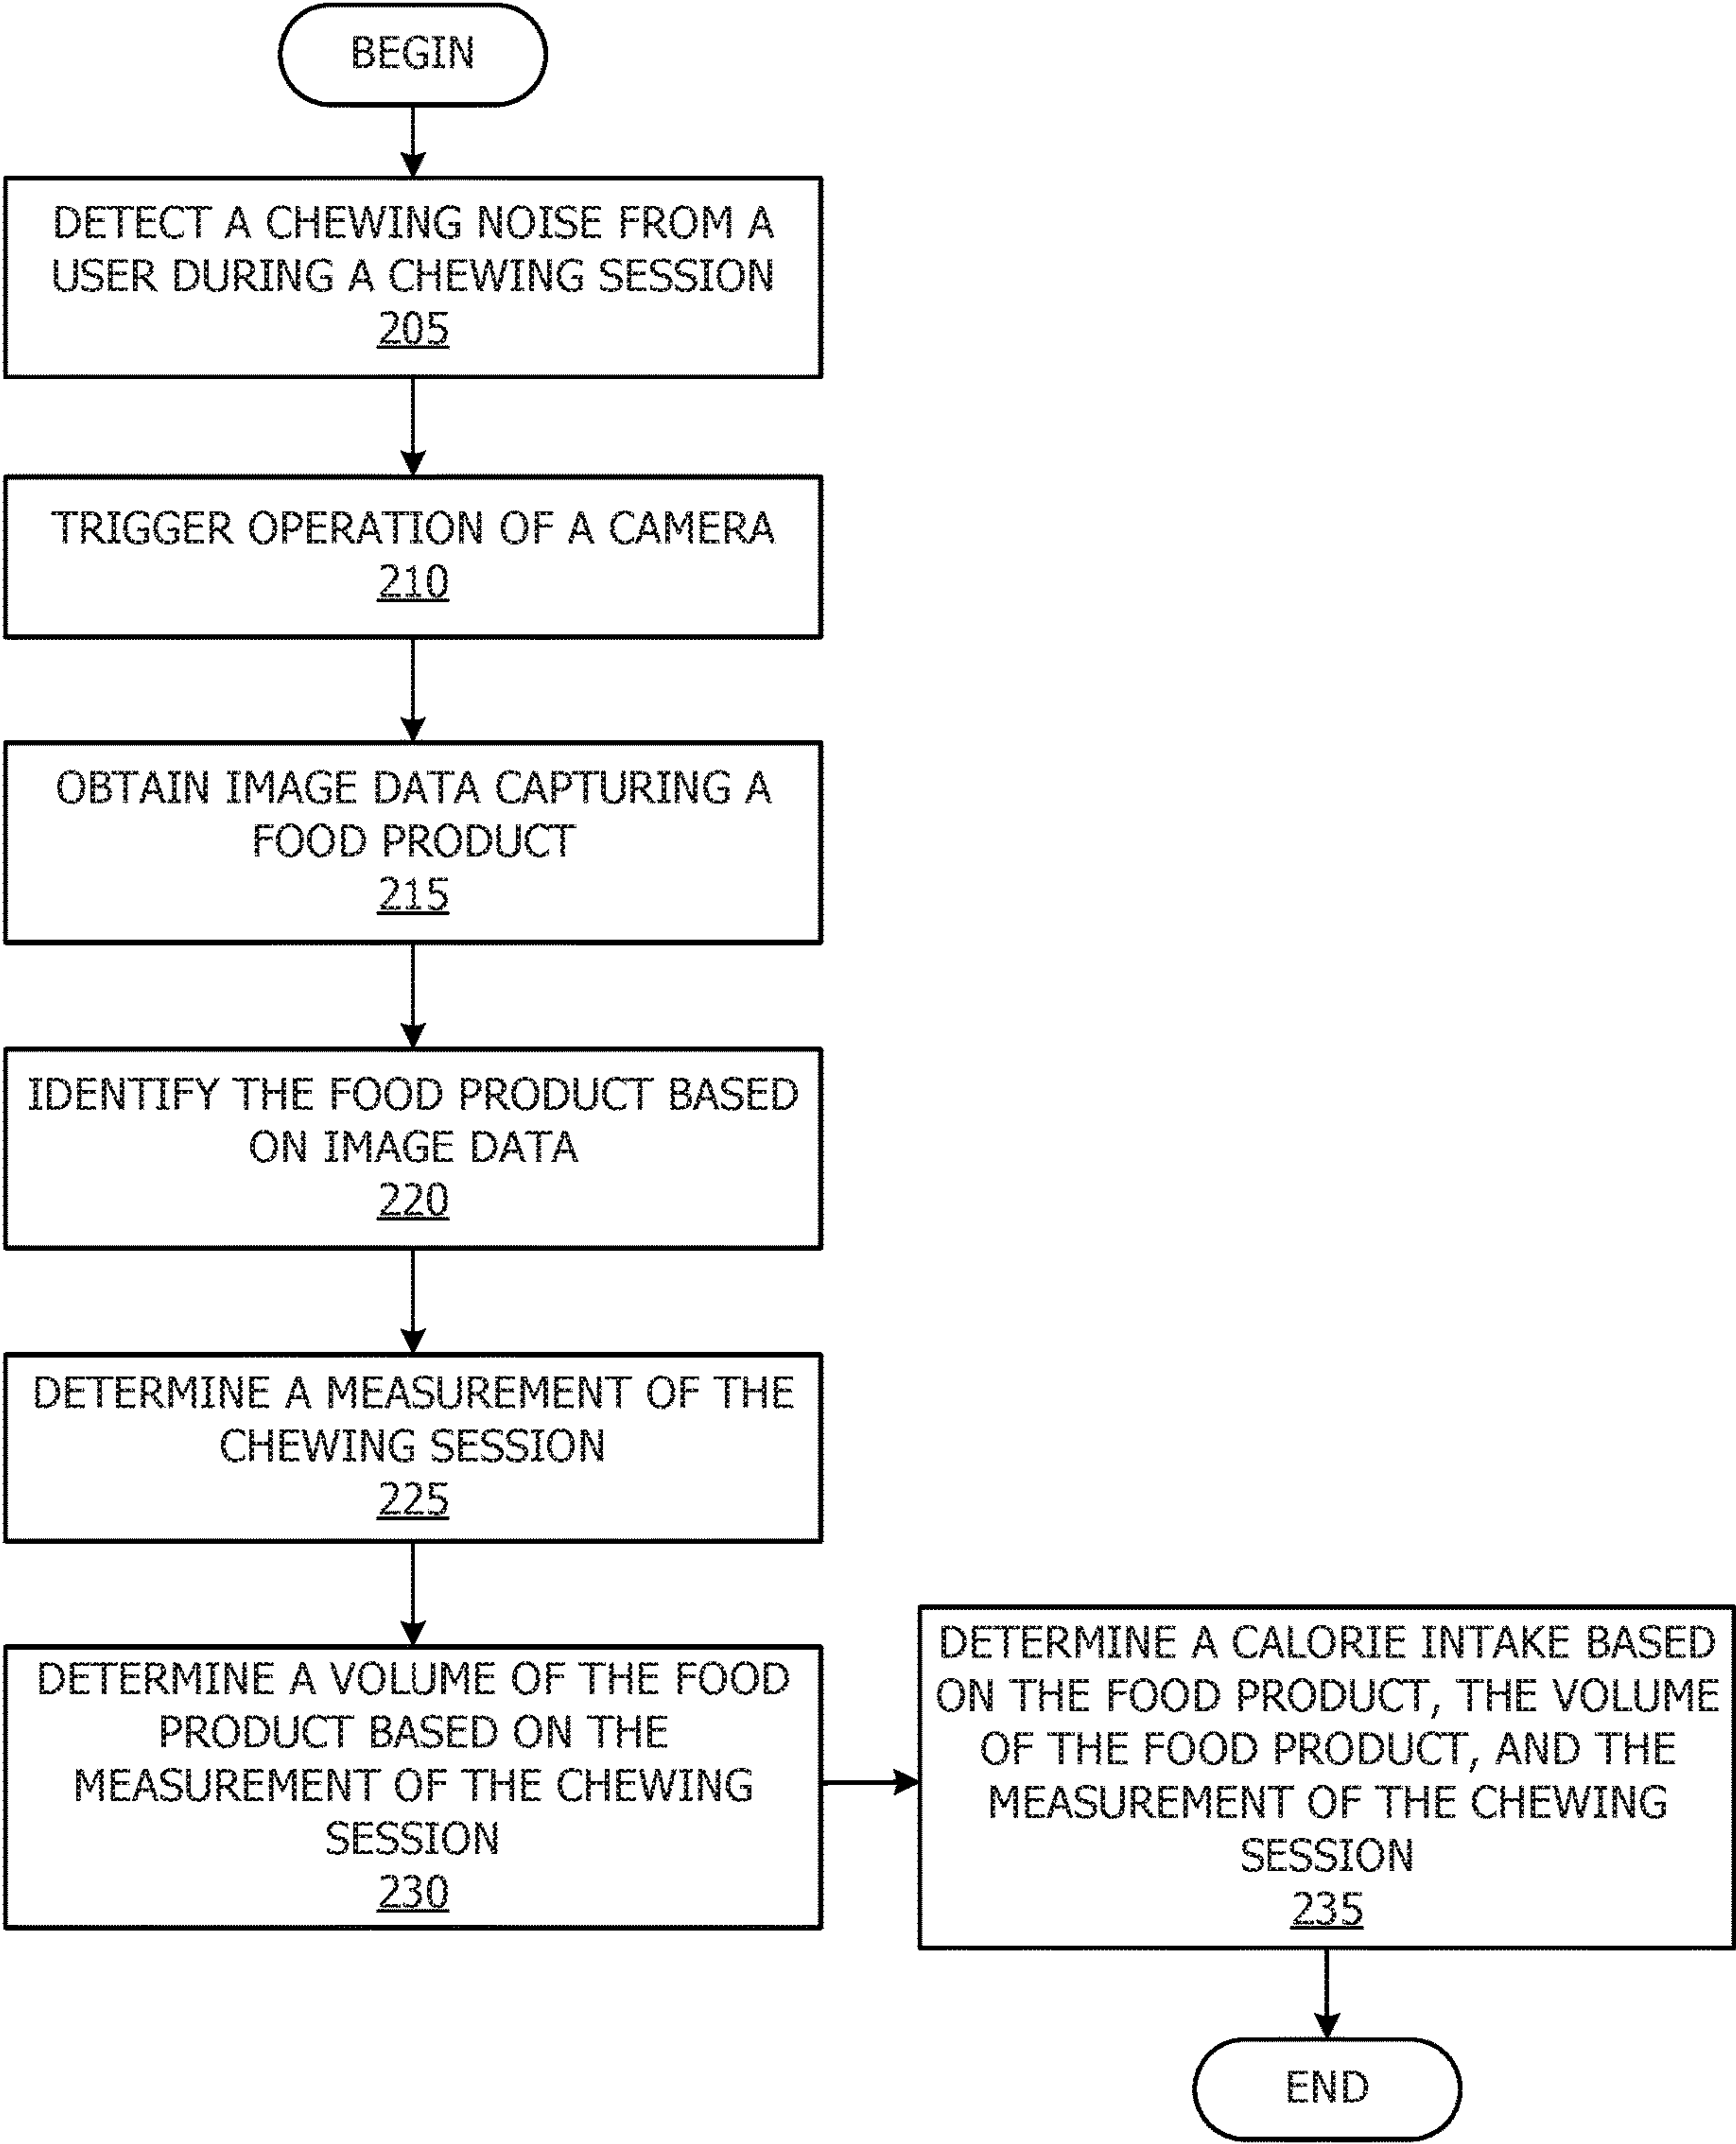 BEGIN
DETECT A CHEWING NOISE FROM A
USER DURING A CHEWING SESSION
205
TRIGGER OPERATION OF A CAMERA
210
OBTAIN IMAGE DATA CAPTURING A
FOOD PRODUCT
215
IDENTIFY THE FOOD PRODUCT BASED
ON IMAGE DATA
220
DETERMINE A MEASUREMENT OF THE
CHEWING SESSION
225
DETERMINE A VOLUME OF THE FOOD
PRODUCT BASED ON THE
MEASUREMENT OF THE CHEWING
SESSION
230
DETERMINE A CALORIE INTAKE BASED
ON THE FOOD PRODUCT, THE VOLUME
OF THE FOOD PRODUCT, AND THE
MEASUREMENT OF THE CHEWING
SESSION
235
END